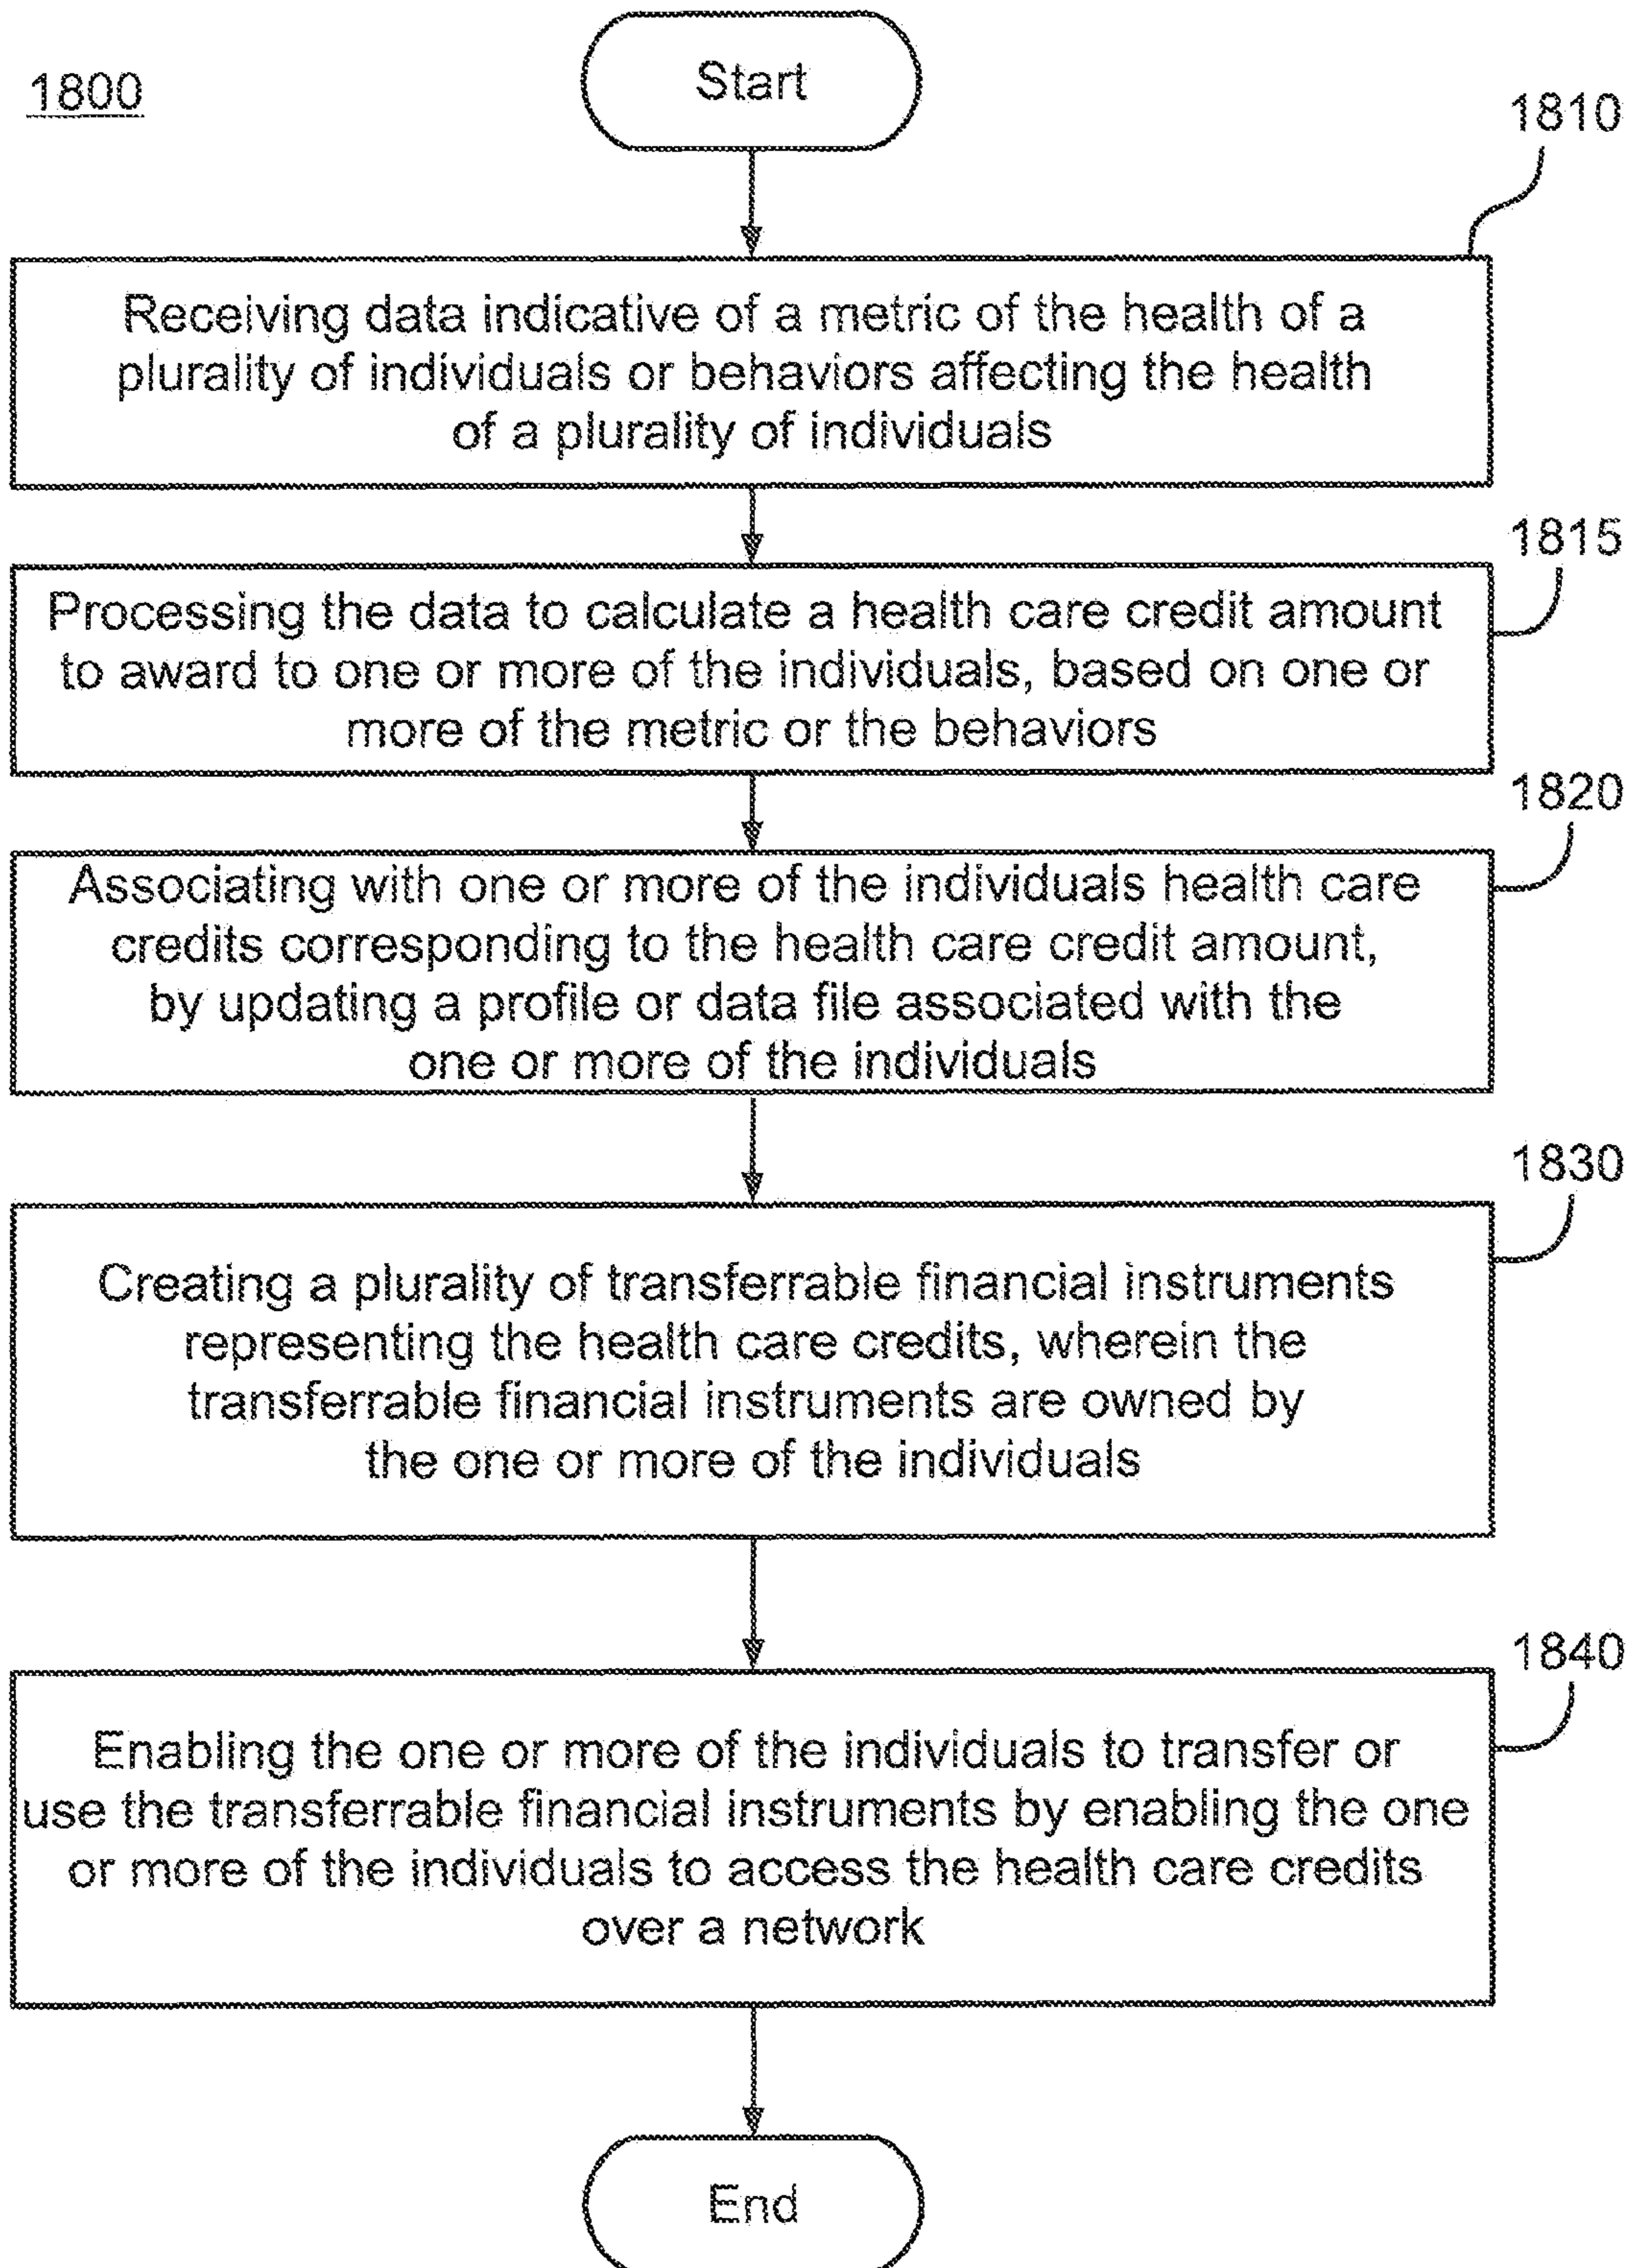 1800
Start
1810
Receiving data indicative of a metric of the health of a
plurality of individuals or behaviors affecting the health
of a plurality of individuals
1815
Processing the data to calculate a health care credit amount
to award to one or more of the individuals, based on one or
more of the metric or the behaviors
1820
Associating with one or more of the individuals health care
credits corresponding to the health care credit amount,
by updating a profile or data file associated with the
one or more of the individuals
1830
Creating a plurality of transferrable financial instruments
representing the health care credits, wherein the
transferrable financial instruments are owned by
the one or more of the individuals
1840
Enabling the one or more of the individuals to transfer or
use the transferrable financial instruments by enabling the one
or more of the individuals to access the health care credits
over a network
End